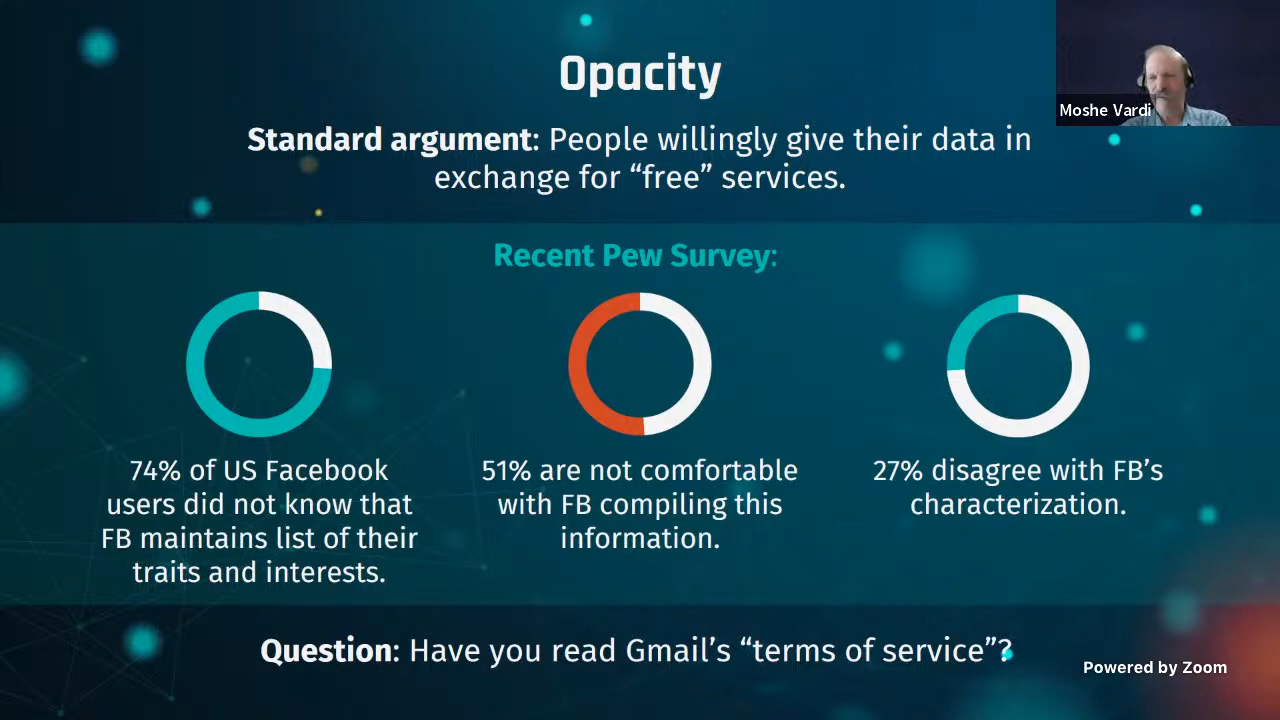 Opacity
Moshe Vardi
Standard argument: People willingly give their data in
exchange for “free” services.
Recent Pew Survey:
74% of US Facebook
users did not know that
FB maintains list of their
traits and interests.
51% are not comfortable
with FB compiling this
information.
27% disagree with FB’s
characterization.
Question: Have you read Gmail’s “terms of service”?
Powered by Zoom